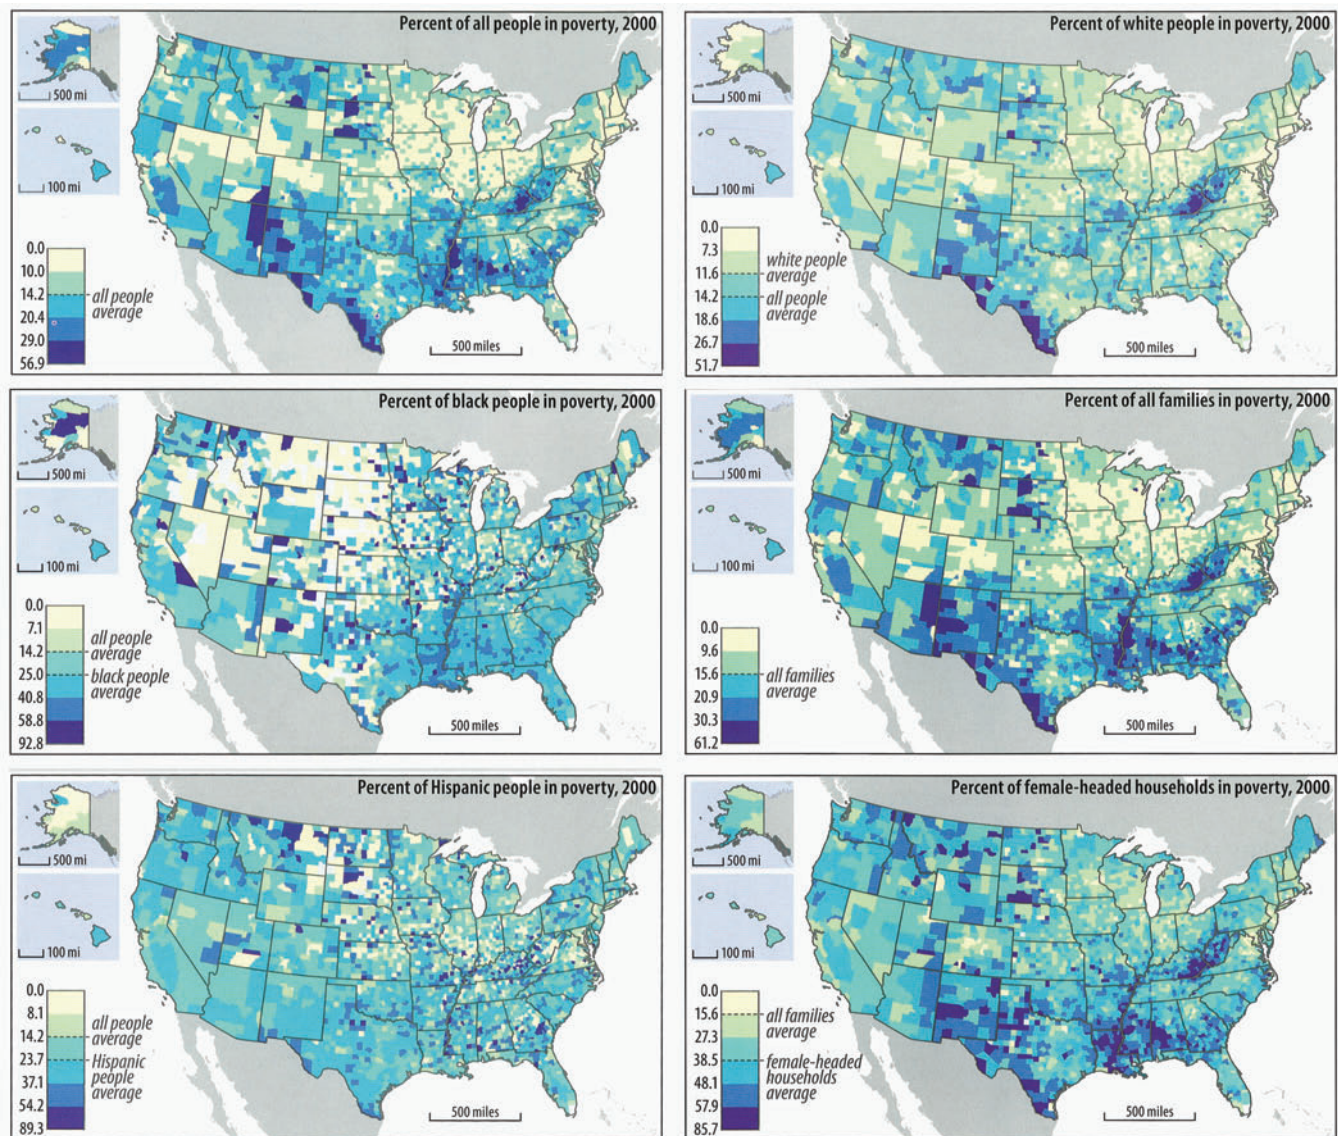 Percent of all people in poverty, 2000
500 mi
100 mi
0.0
10.0
14.2
20.4
29.0
56.9
all people
average
500 miles
Percent of white people in poverty, 2000
500 mi
100 mi
0.0
7.3
11.6
14.2
18.6
26.7
51.7
white people
average
all people
average
500 miles
Percent of black people in poverty, 2000
500 mi
100 mi
0.0
7.1
14.2
25.0
40.8
58.8
92.8
all people
average
black people
average
500 miles
Percent of all families in poverty, 2000
500 mi
100 mi
0.0
9.6
15.6
20.9
30.3
61.2
all families
average
500 miles
Percent of Hispanic people in poverty, 2000
500 mi
100 mi
0.0
8.1
14.2
23.7
37.1
54.2
89.3
all people
average
Hispanic
people
average
500 miles
Percent of female-headed households in poverty, 2000
500 mi
100 mi
0.0
15.6
27.3
38.5
48.1
57.9
85.7
all families
average
female-headed
households
average
500 miles